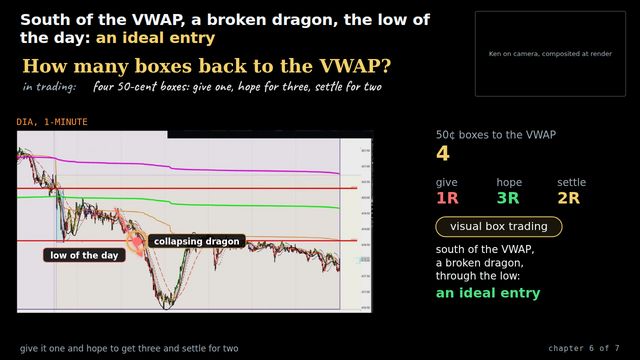 South of the VWAP, a broken dragon, the low of
the day: an ideal entry
Ken on camera, composited at render
How many boxes back to the VWAP?
in trading: four 50-cent boxes: give one, hope for three, settle for two
DIA, 1-MINUTE
collapsing dragon
low of the day
50¢ boxes to the VWAP
4
give hope settle
1R 3R 2R
visual box trading
south of the VWAP,
a broken dragon,
through the low:
an ideal entry
give it one and hope to get three and settle for two
chapter 6 of 7